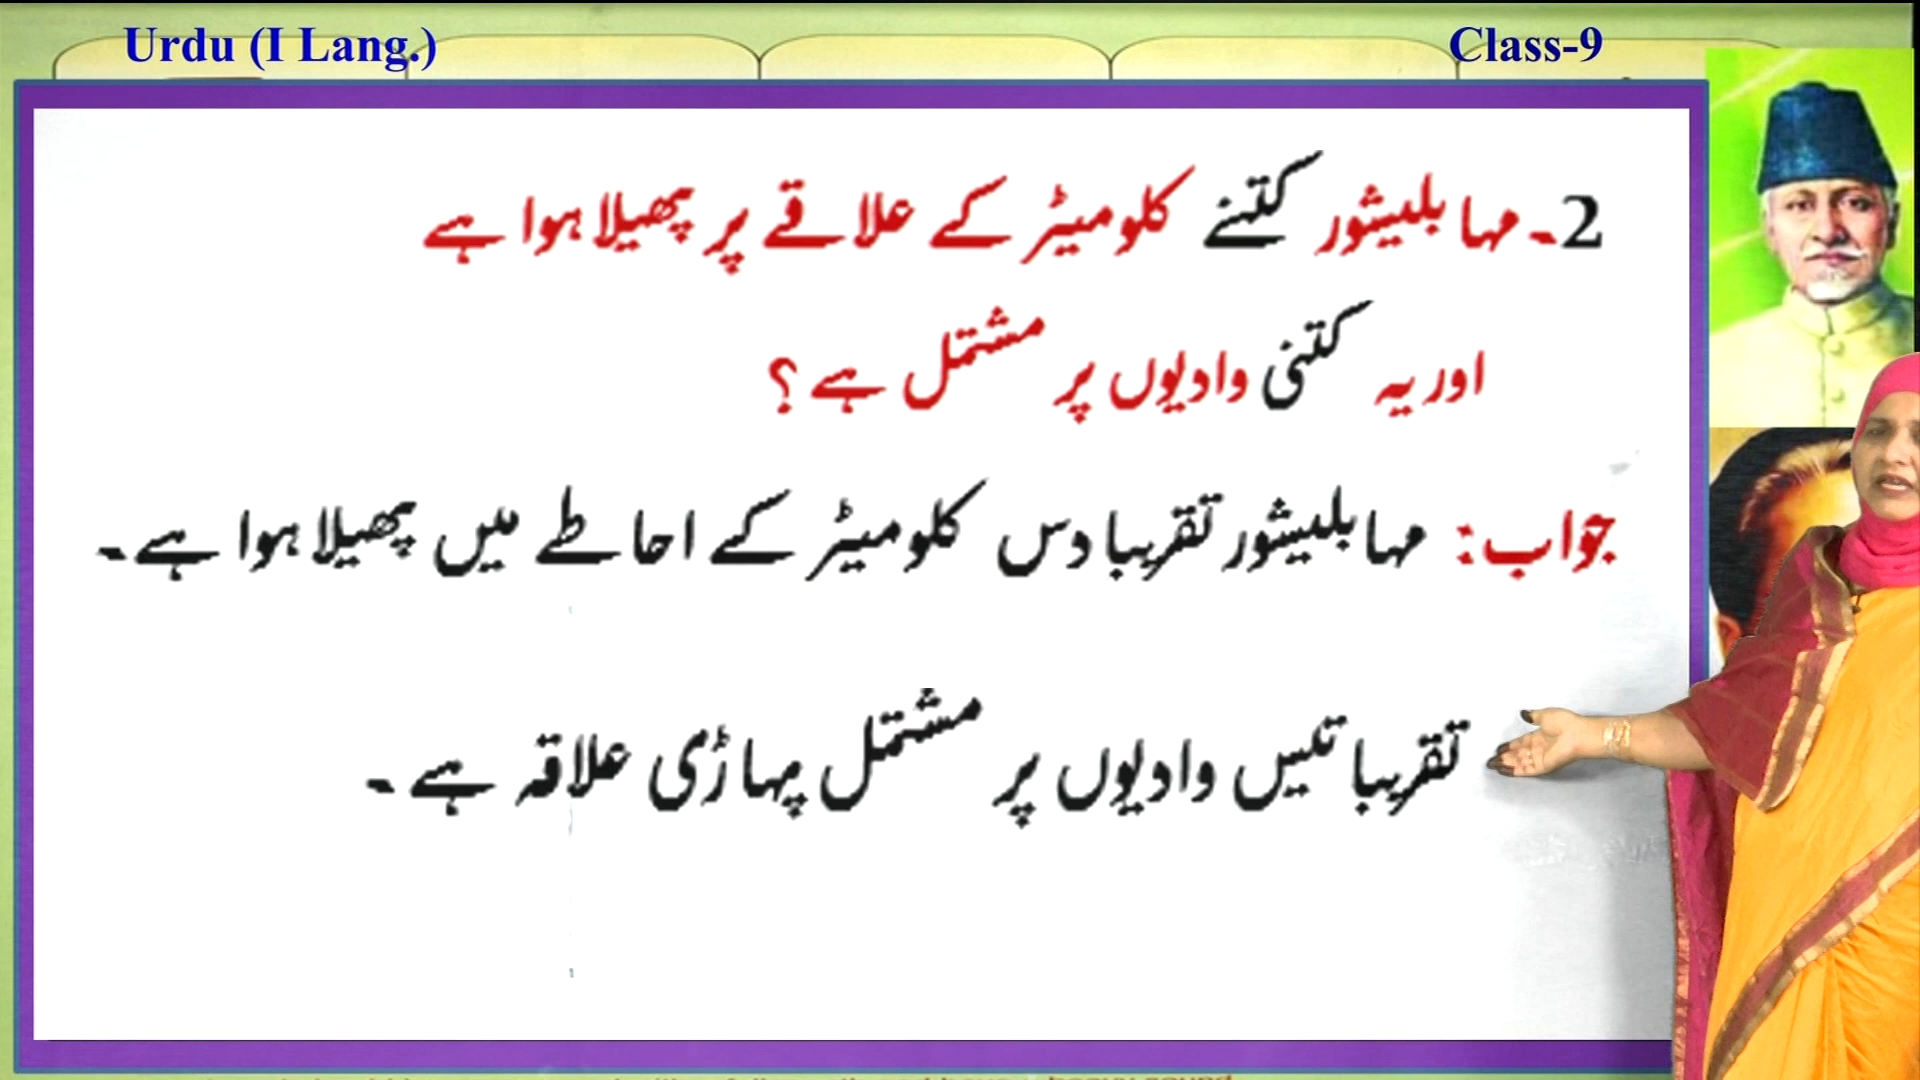 Urdu (I Lang.)
Class-9
2۔ مہابلیشور کتنے کلومیٹر کے علاقے پر پھیلا ہوا ہے
اور یہ کتنی وادیوں پر مشتمل ہے ؟
جواب: مہابلیشور تقریبا دس کلومیٹر کے احاطے میں پھیلا ہوا ہے۔
تقریبا تیس وادیوں پر مشتمل پہاڑی علاقہ ہے۔